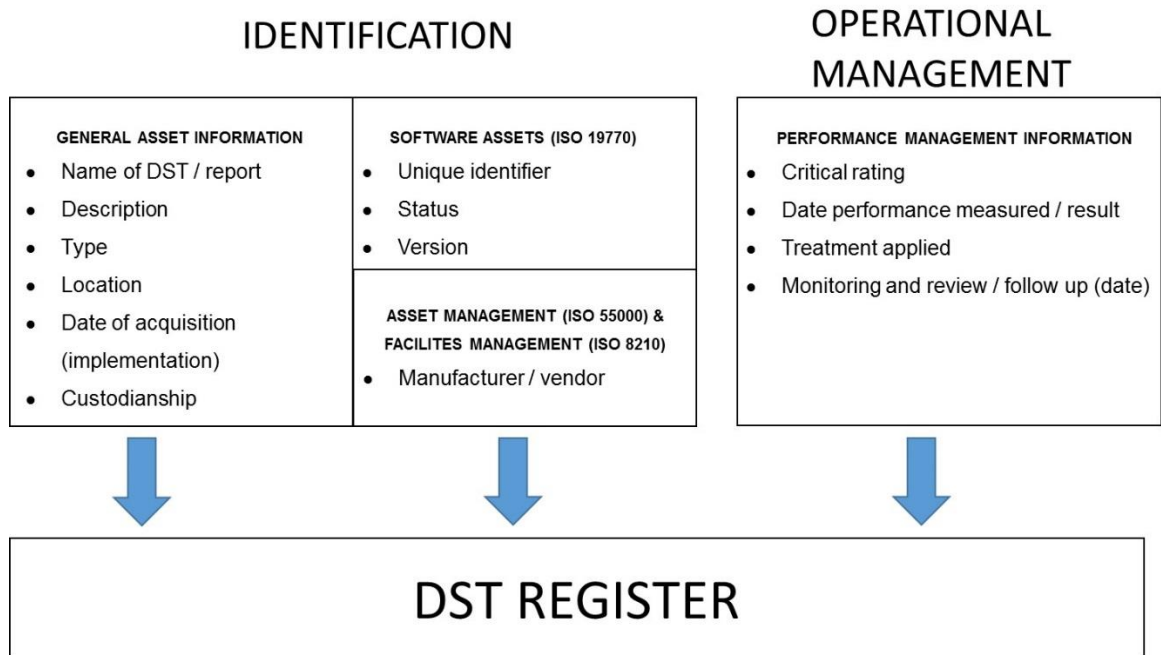 IDENTIFICATION
OPERATIONAL
MANAGEMENT
GENERAL ASSET INFORMATION
• Name of DST / report
• Description
• Type
• Location
• Date of acquisition
(implementation)
• Custodianship
SOFTWARE ASSETS (ISO 19770)
• Unique identifier
• Status
• Version
ASSET MANAGEMENT (ISO 55000) &
FACILITES MANAGEMENT (ISO 8210)
• Manufacturer / vendor
PERFORMANCE MANAGEMENT INFORMATION
• Critical rating
• Date performance measured / result
• Treatment applied
• Monitoring and review / follow up (date)
DST REGISTER